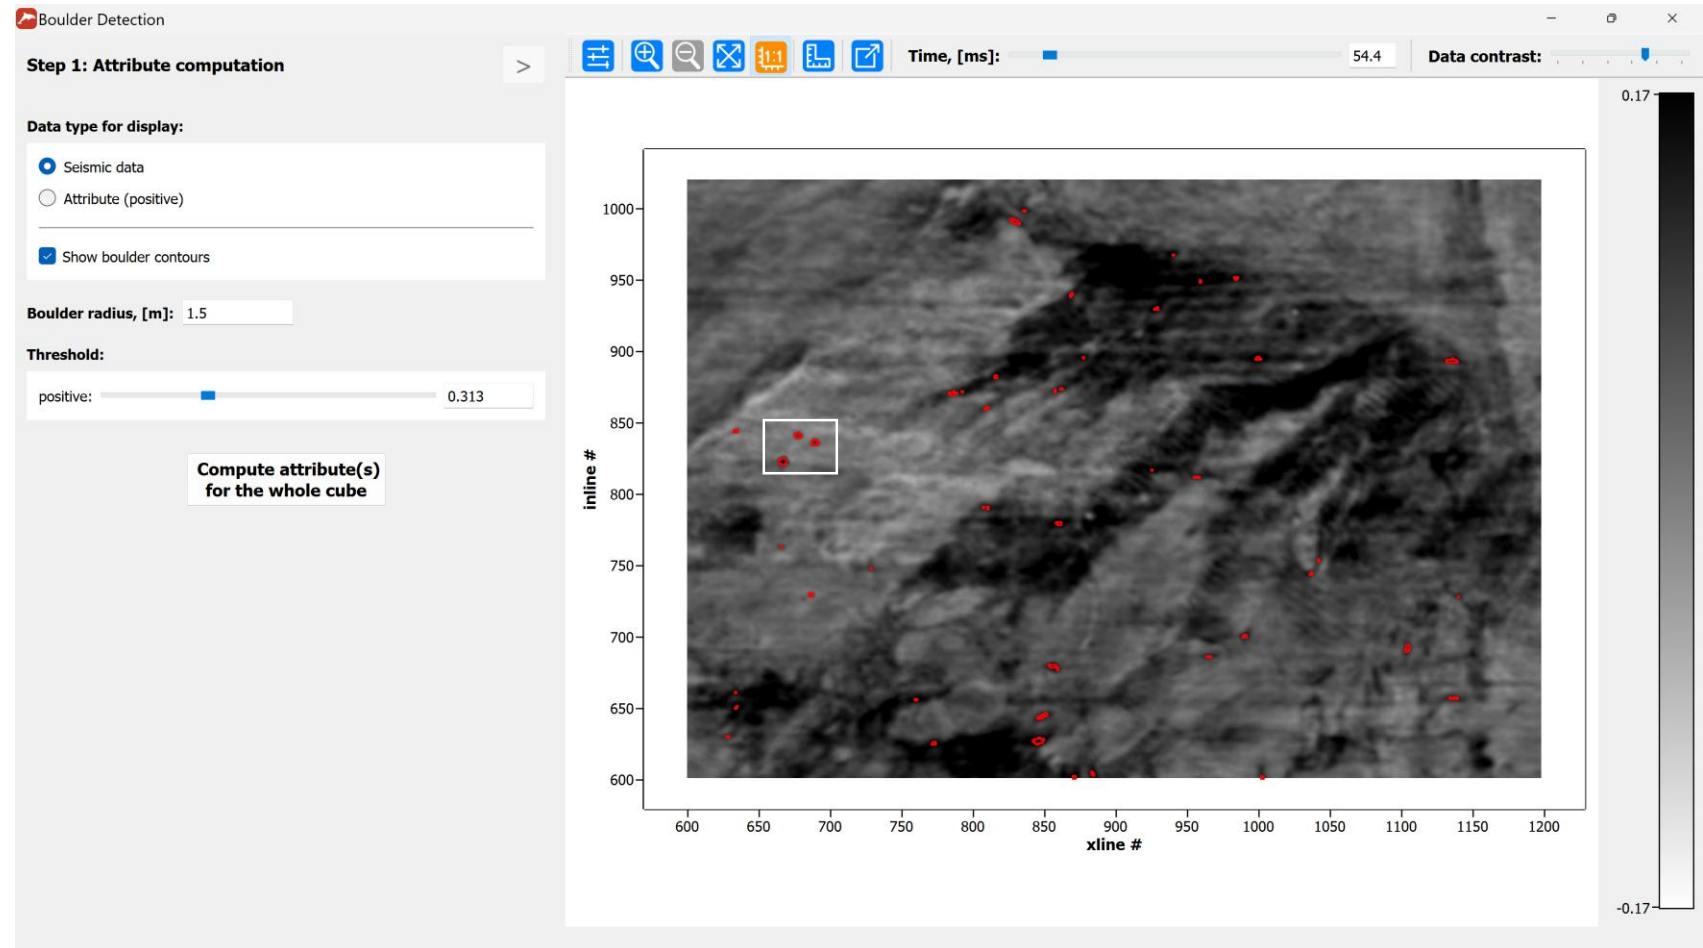 Boulder Detection
Step 1: Attribute computation
>
Data type for display:
Seismic data
Attribute (positive)
Show boulder contours
Boulder radius, [m]: 1.5
Threshold:
positive: 0.313
Compute attribute(s)
for the whole cube
1:1
Time, [ms]: 54.4
Data contrast:
0.17
1000
950
900
850
800
750
700
650
600
inline #
600 650 700 750 800 850 900 950 1000 1050 1100 1150 1200
xline #
-0.17